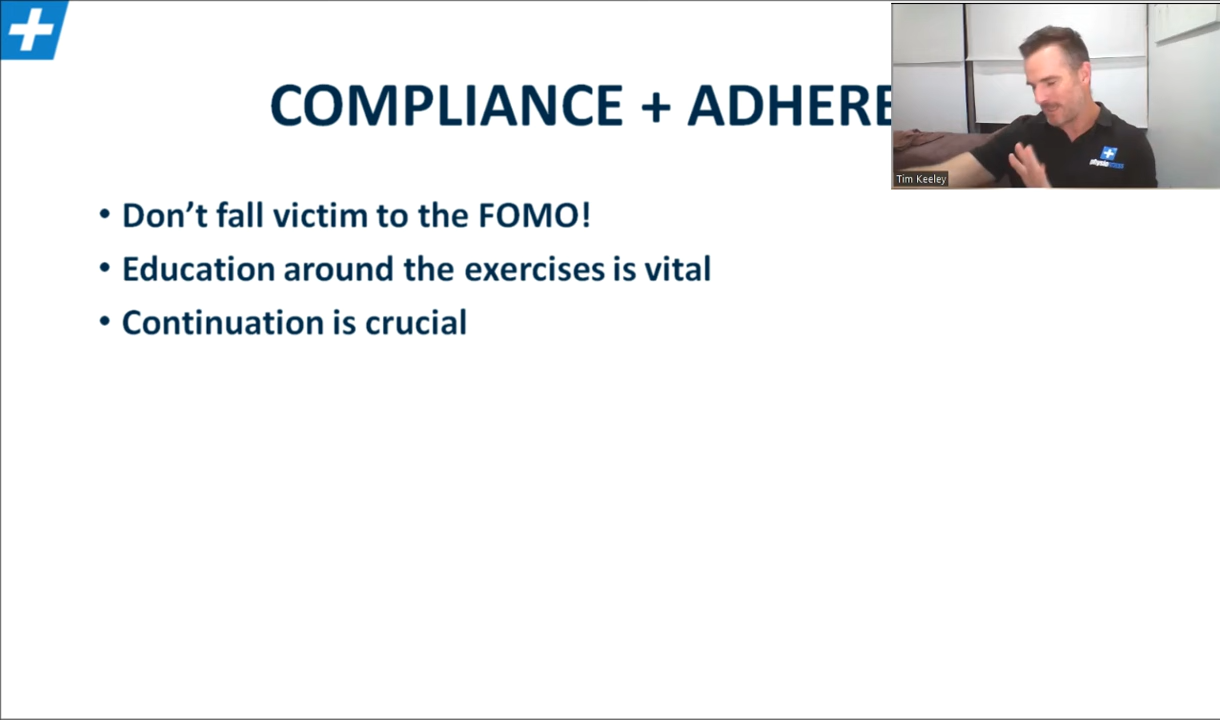 COMPLIANCE + ADHERE
• Don't fall victim to the FOMO!
• Education around the exercises is vital
• Continuation is crucial
Tim Keeley